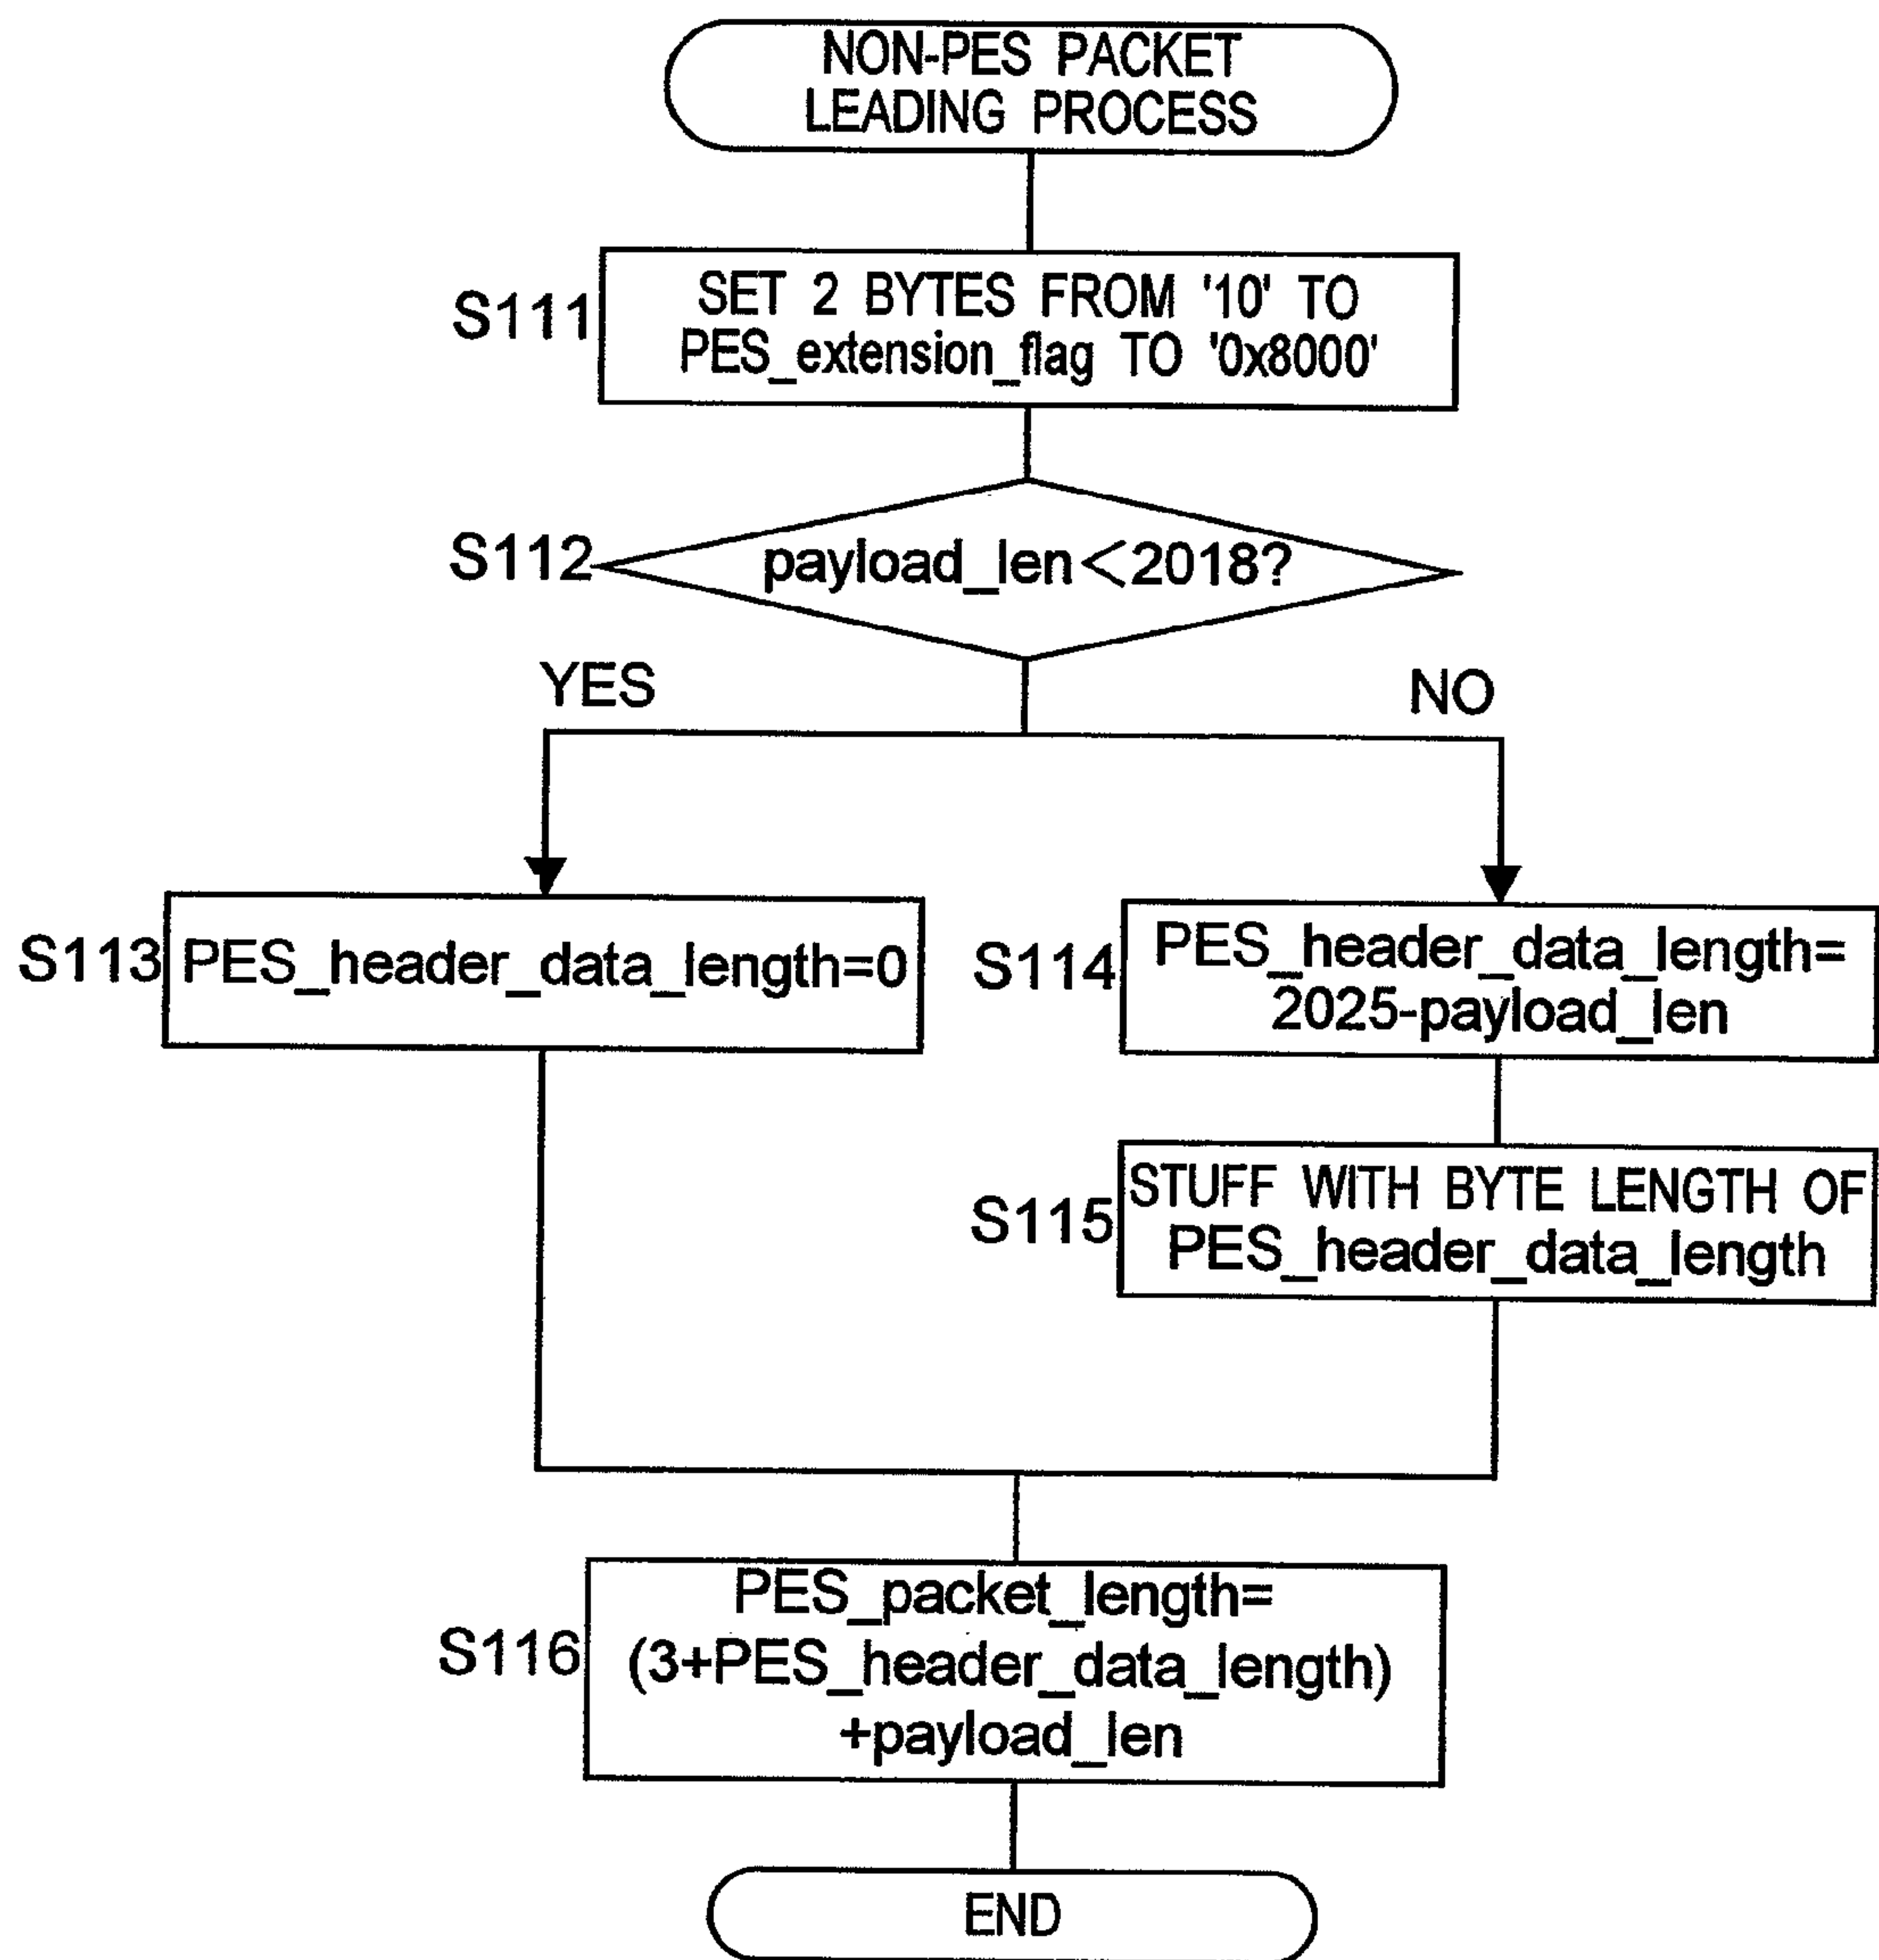 NON-PES PACKET
LEADING PROCESS
S111
SET 2 BYTES FROM '10' TO
PES_extension_flag TO '0x8000'
S112
payload_len<2018?
YES
NO
S113
PES_header_data_length=0
S114
PES_header_data_length=
2025-payload_len
S115
STUFF WITH BYTE LENGTH OF
PES_header_data_length
S116
PES_packet_length=
(3+PES_header_data_length)
+payload_len
END